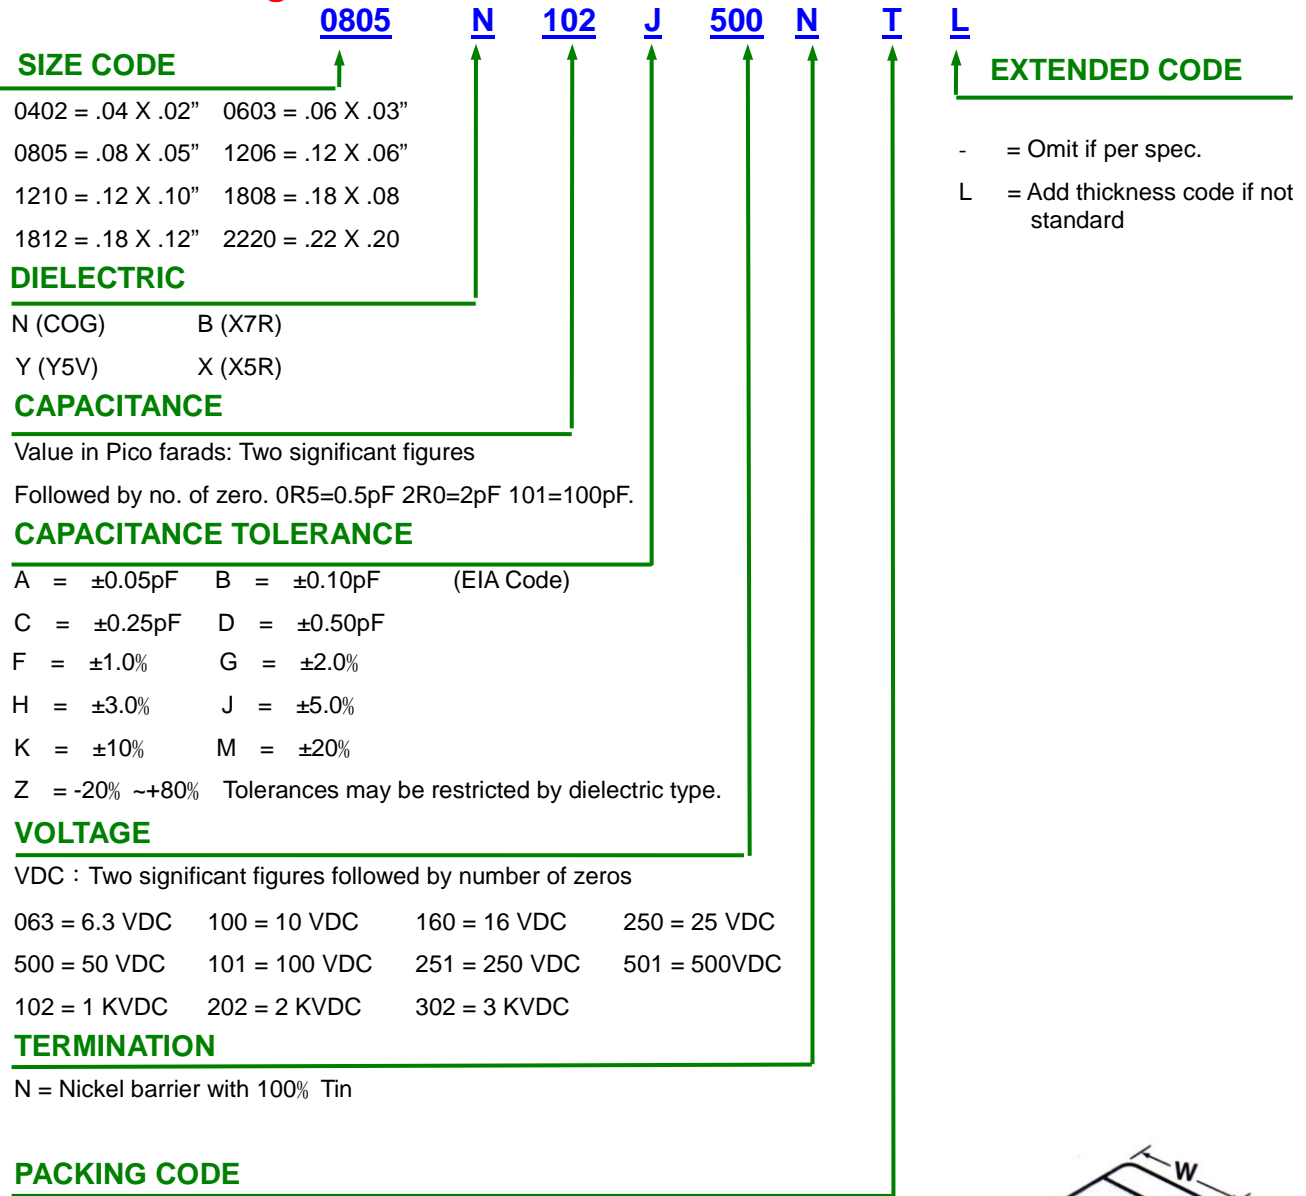 0805 N 102 J 500 N T L
SIZE CODE
0402 = .04 X .02” 0603 = .06 X .03”
0805 = .08 X .05” 1206 = .12 X .06”
1210 = .12 X .10” 1808 = .18 X .08
1812 = .18 X .12” 2220 = .22 X .20
EXTENDED CODE
- = Omit if per spec.
L = Add thickness code if not
standard
DIELECTRIC
N (COG) B (X7R)
Y (Y5V) X (X5R)
CAPACITANCE
Value in Pico farads: Two significant figures
Followed by no. of zero. 0R5=0.5pF 2R0=2pF 101=100pF.
CAPACITANCE TOLERANCE
A = ±0.05pF B = ±0.10pF (EIA Code)
C = ±0.25pF D = ±0.50pF
F = ±1.0% G = ±2.0%
H = ±3.0% J = ±5.0%
K = ±10% M = ±20%
Z = -20% ~+80% Tolerances may be restricted by dielectric type.
VOLTAGE
VDC：Two significant figures followed by number of zeros
063 = 6.3 VDC 100 = 10 VDC 160 = 16 VDC 250 = 25 VDC
500 = 50 VDC 101 = 100 VDC 251 = 250 VDC 501 = 500VDC
102 = 1 KVDC 202 = 2 KVDC 302 = 3 KVDC
TERMINATION
N = Nickel barrier with 100% Tin
PACKING CODE
W